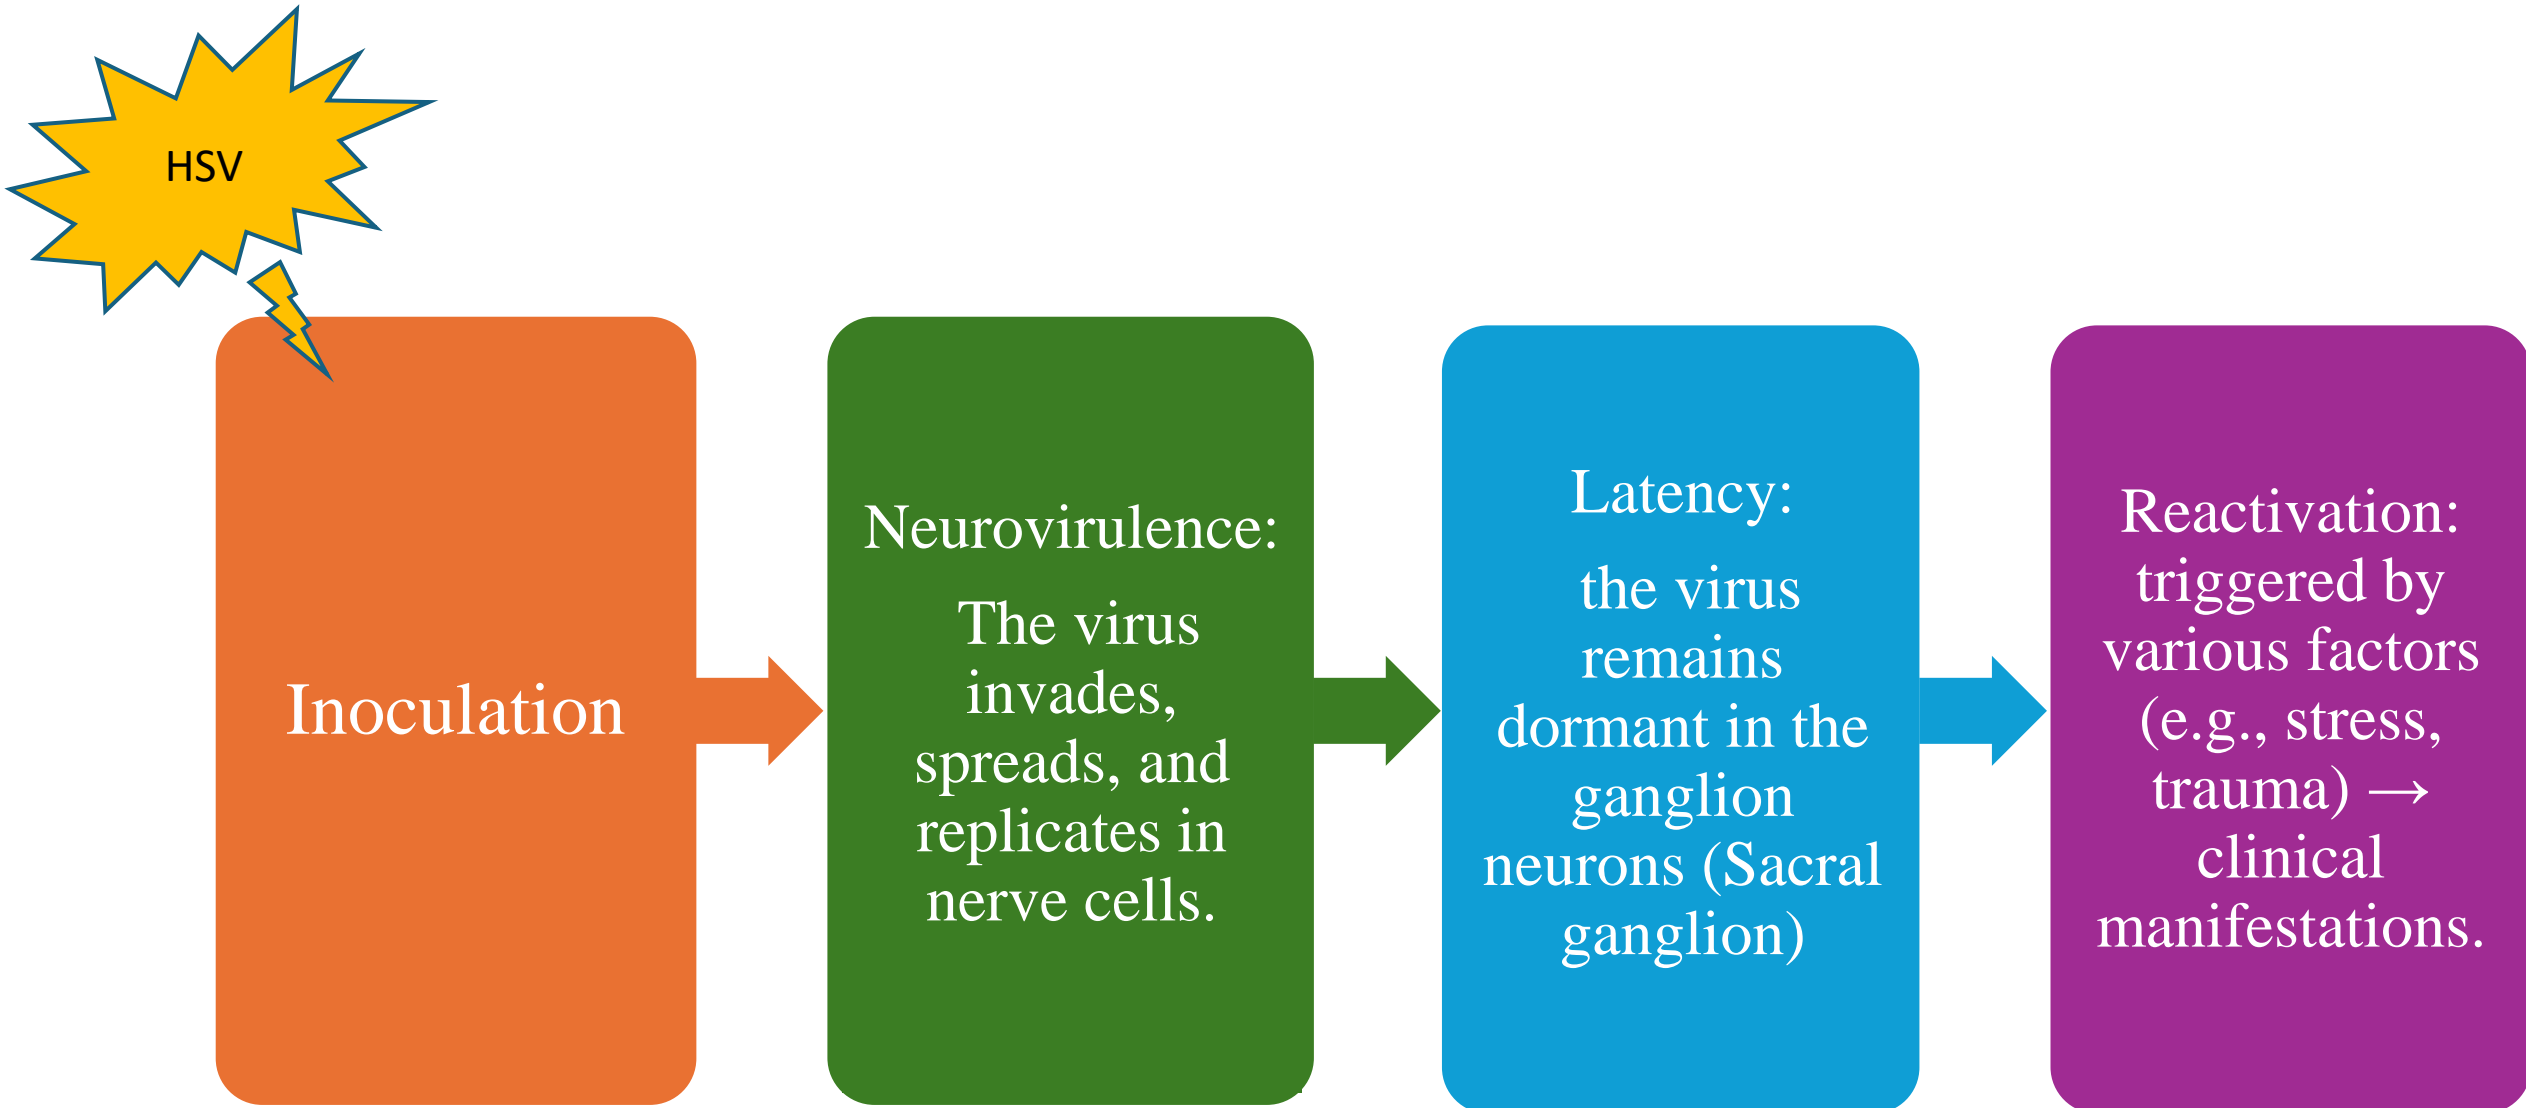 HSV
Inoculation
Neurovirulence:
The virus
invades,
spreads, and
replicates in
nerve cells.
Latency:
the virus
remains
dormant in the
ganglion
neurons (Sacral
ganglion)
Reactivation:
triggered by
various factors
(e.g., stress,
trauma) →
clinical
manifestations.